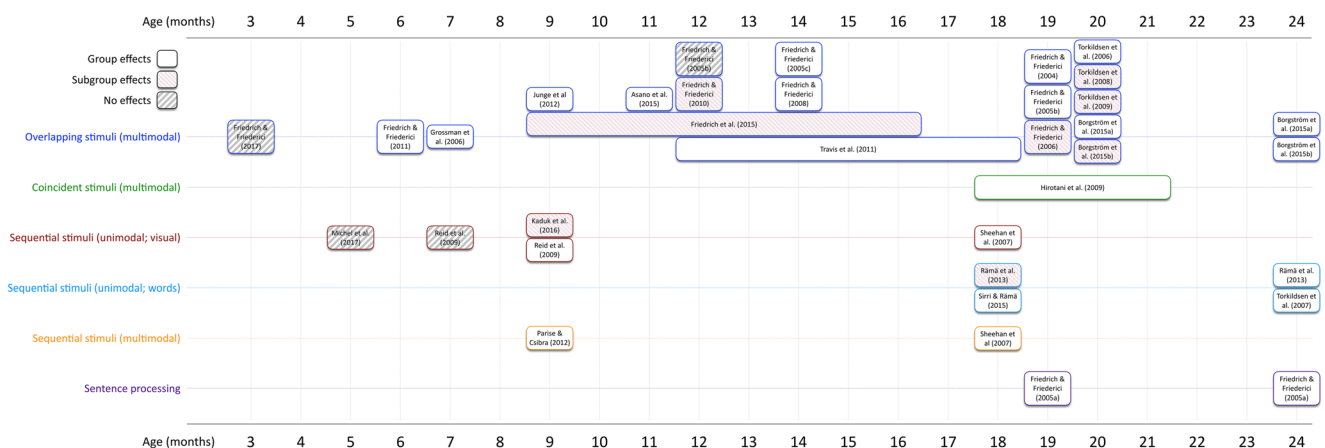 Age (months) 3 4 5 6 7 9 10 11 12 13 14 15 16 17 18 19 20 21 22 23 24
Group effects
Subgroup effects
No effects
Friedrich &
Friederici
(2005b)
Friedrich &
Friederici
(2010)
Friedrich &
Friederici
(2005c)
Friedrich &
Friederici
(2008)
Friedrich &
Friederici
(2004)
Friedrich &
Friederici
(2005b)
Friedrich &
Friederici
(2006)
Torkildsen et al.
(2006)
Torkildsen
et al.
(2008)
Torkildsen
et al.
(2009)
Borgström et al.
(2015a)
Borgström
et al.
(2015b)
Junge et al
(2012)
Asano et al.
(2015)
Overlapping stimuli (multimodal)
Friedrich &
Friederici
(2017)
Friedrich &
Friederici
(2011)
Grossman et
al. (2006)
Friedrich et al. (2015)
Travis et al. (2011)
Borgström et
al. (2015a)
Borgström
et al.
(2015b)
Coincident stimuli (multimodal)
Hirotani et al. (2009)
Sequential stimuli (unimodal; visual)
Michel et al.
(2017)
Reid et al.
(2009)
Kaduk et al.
(2016)
Reid et al.
(2009)
Sheehan et
al. (2007)
Sequential stimuli (unimodal; words)
Rämä et al.
(2013)
Sirri & Rämä
(2015)
Rämä et al.
(2013)
Torkildsen et
al. (2007)
Sequential stimuli (multimodal)
Parise &
Csibra (2012)
Sheehan et
al (2007)
Sentence processing
Friedrich &
Friederici
(2005a)
Friedrich &
Friederici
(2005a)
Age (months) 3 4 5 6 7 9 10 11 12 13 14 15 16 17 18 19 20 21 22 23 24